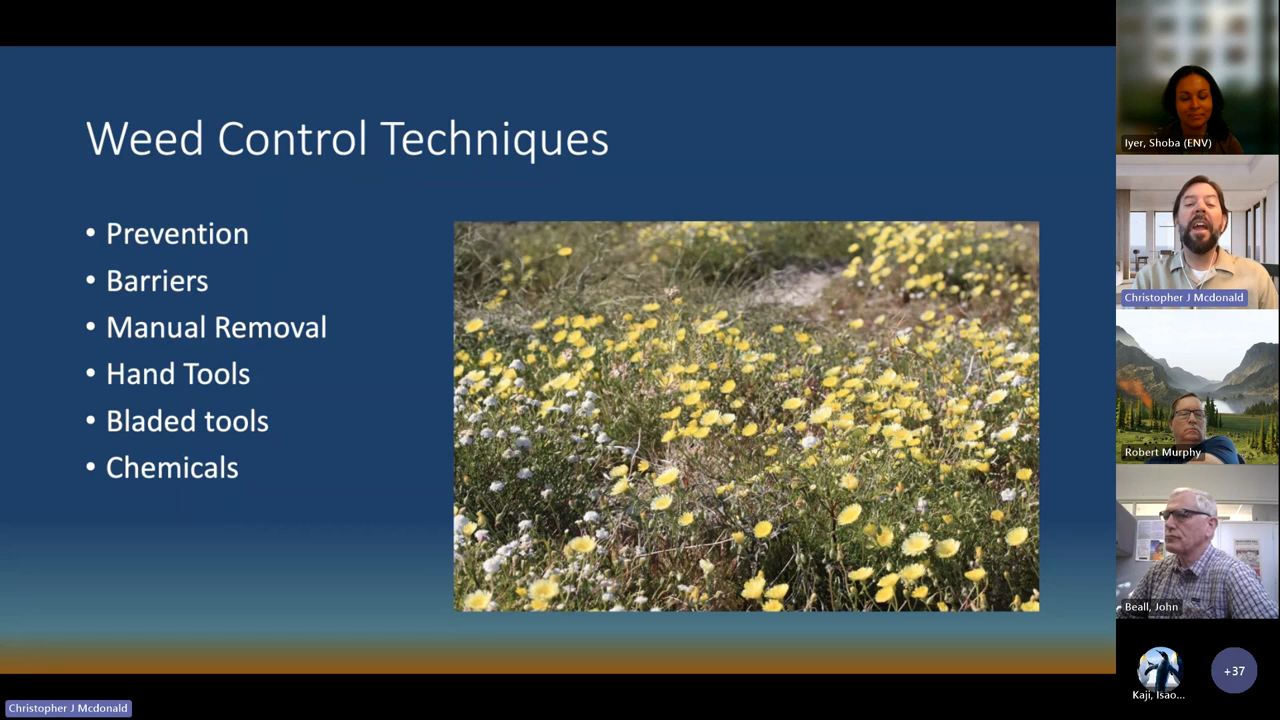 Weed Control Techniques
• Prevention
• Barriers
• Manual Removal
• Hand Tools
• Bladed tools
• Chemicals
Iyer, Shoba (ENV)
Christopher J Mcdonald
Robert Murphy
Beall, John
Kaji, Isao...
+37
Christopher J Mcdonald